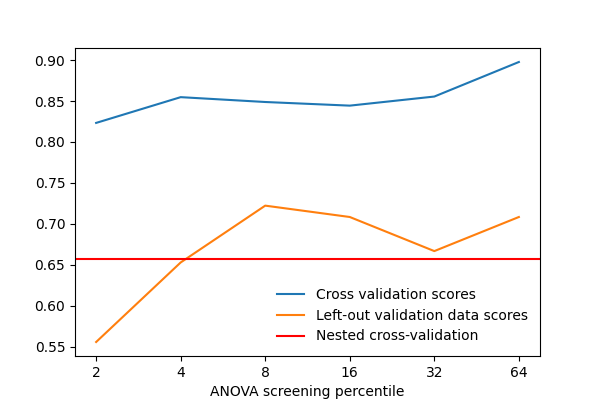 0.90
0.85
0.80
0.75
0.70
0.65
0.60
0.55
Cross validation scores
Left-out validation data scores
Nested cross-validation
2 4 8 16 32 64
ANOVA screening percentile